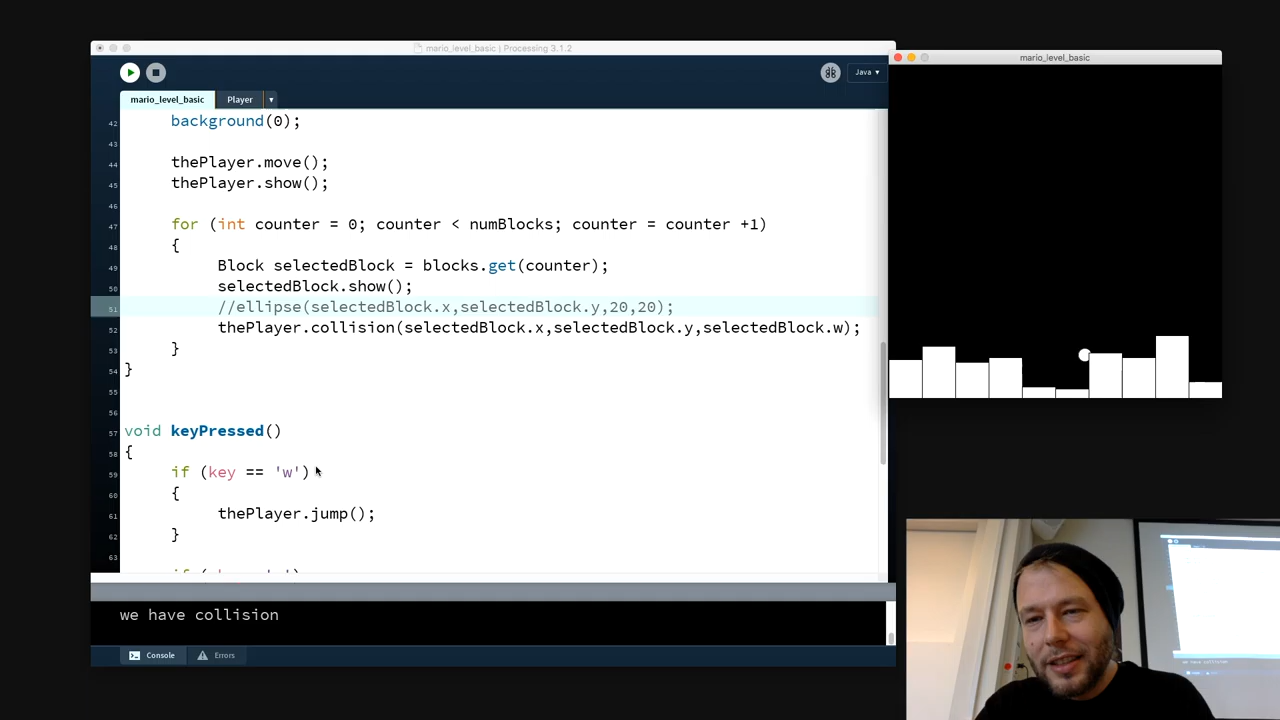 mario_level_basic | Processing 3.1.2
mario_level_basic
Java ▾
mario_level_basic Player ▾
42 background(0);
43
44 thePlayer.move();
45 thePlayer.show();
46
47 for (int counter = 0; counter < numBlocks; counter = counter +1)
48 {
49 Block selectedBlock = blocks.get(counter);
50 selectedBlock.show();
51 //ellipse(selectedBlock.x,selectedBlock.y,20,20);
52 thePlayer.collision(selectedBlock.x,selectedBlock.y,selectedBlock.w);
53 }
54 }
55
56
57 void keyPressed()
58 {
59 if (key == 'w')
60 {
61 thePlayer.jump();
62 }
63
we have collision
Console Errors